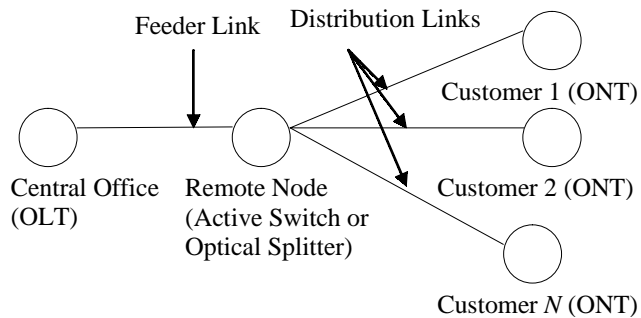 Feeder Link
Distribution Links
Customer 1 (ONT)
Central Office
(OLT)
Remote Node
(Active Switch or
Optical Splitter)
Customer 2 (ONT)
Customer N (ONT)